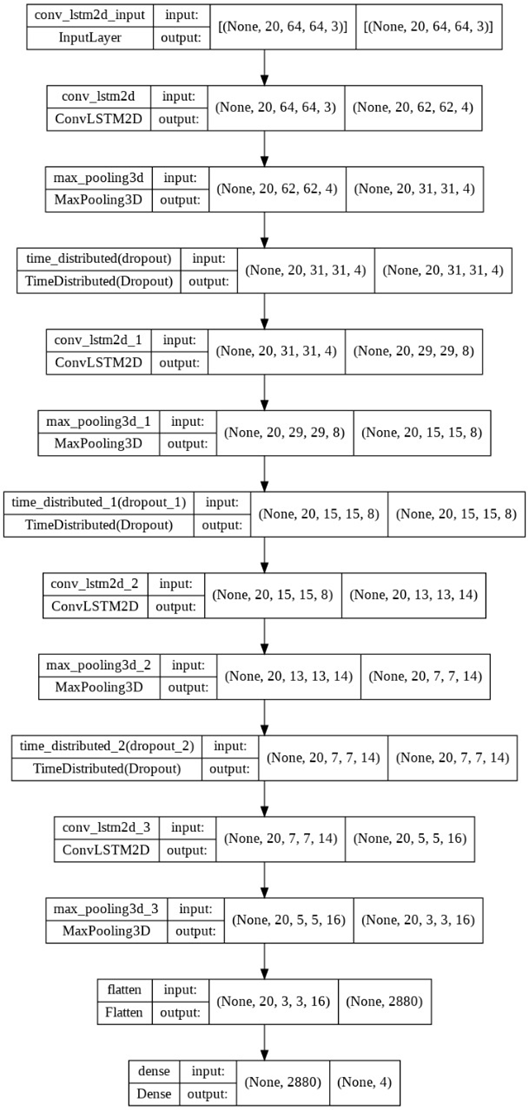 conv_lstm2d_input input: [(None, 20, 64, 64, 3)] [(None, 20, 64, 64, 3)]
InputLayer output:
conv_lstm2d input: (None, 20, 64, 64, 3) (None, 20, 62, 62, 4)
ConvLSTM2D output:
max_pooling3d input: (None, 20, 62, 62, 4) (None, 20, 31, 31, 4)
MaxPooling3D output:
time_distributed(dropout) input: (None, 20, 31, 31, 4) (None, 20, 31, 31, 4)
TimeDistributed(Dropout) output:
conv_lstm2d_1 input: (None, 20, 31, 31, 4) (None, 20, 29, 29, 8)
ConvLSTM2D output:
max_pooling3d_1 input: (None, 20, 29, 29, 8) (None, 20, 15, 15, 8)
MaxPooling3D output:
time_distributed_1(dropout_1) input: (None, 20, 15, 15, 8) (None, 20, 15, 15, 8)
TimeDistributed(Dropout) output:
conv_lstm2d_2 input: (None, 20, 15, 15, 8) (None, 20, 13, 13, 14)
ConvLSTM2D output:
max_pooling3d_2 input: (None, 20, 13, 13, 14) (None, 20, 7, 7, 14)
MaxPooling3D output:
time_distributed_2(dropout_2) input: (None, 20, 7, 7, 14) (None, 20, 7, 7, 14)
TimeDistributed(Dropout) output:
conv_lstm2d_3 input: (None, 20, 7, 7, 14) (None, 20, 5, 5, 16)
ConvLSTM2D output:
max_pooling3d_3 input: (None, 20, 5, 5, 16) (None, 20, 3, 3, 16)
MaxPooling3D output:
flatten input: (None, 20, 3, 3, 16) (None, 2880)
Flatten output:
dense input: (None, 2880) (None, 4)
Dense output: